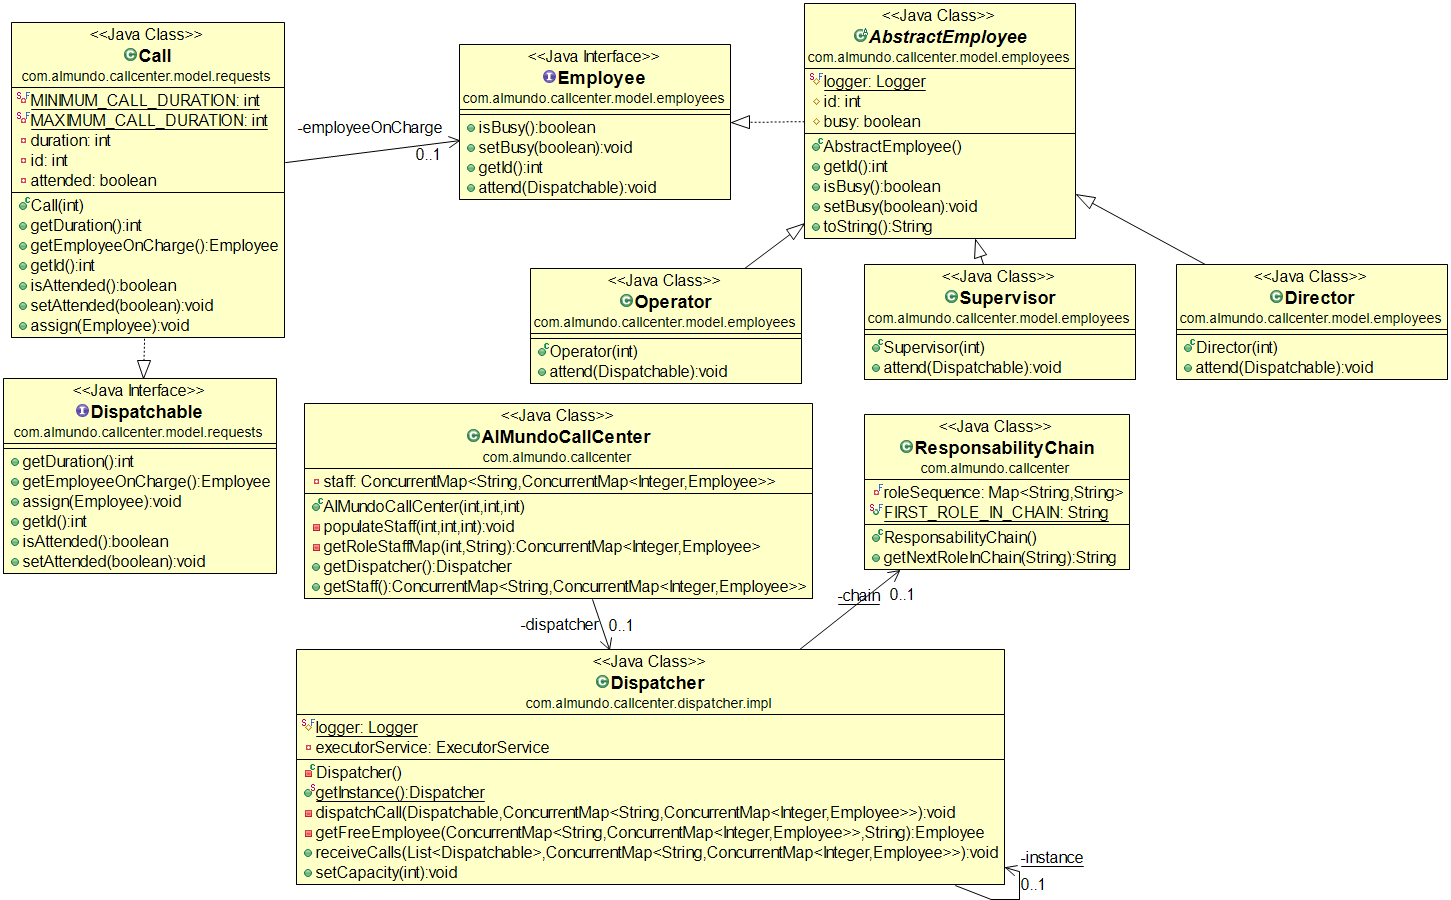 <<Java Class>>
Call
com.almundo.callcenter.model.requests
MINIMUM_CALL_DURATION: int
MAXIMUM_CALL_DURATION: int
duration: int
id: int
attended: boolean
Call(int)
getDuration():int
getEmployeeOnCharge():Employee
getId():int
isAttended():boolean
setAttended(boolean):void
assign(Employee):void
-employeeOnCharge
0..1
<<Java Interface>>
Employee
com.almundo.callcenter.model.employees
isBusy():boolean
setBusy(boolean):void
getId():int
attend(Dispatchable):void
<<Java Class>>
AbstractEmployee
com.almundo.callcenter.model.employees
logger: Logger
id: int
busy: boolean
AbstractEmployee()
getId():int
isBusy():boolean
setBusy(boolean):void
toString():String
<<Java Class>>
Operator
com.almundo.callcenter.model.employees
Operator(int)
attend(Dispatchable):void
<<Java Class>>
Supervisor
com.almundo.callcenter.model.employees
Supervisor(int)
attend(Dispatchable):void
<<Java Class>>
Director
com.almundo.callcenter.model.employees
Director(int)
attend(Dispatchable):void
<<Java Interface>>
Dispatchable
com.almundo.callcenter.model.requests
getDuration():int
getEmployeeOnCharge():Employee
assign(Employee):void
getId():int
isAttended():boolean
setAttended(boolean):void
<<Java Class>>
AlMundoCallCenter
com.almundo.callcenter
staff: ConcurrentMap<String,ConcurrentMap<Integer,Employee>>
AlMundoCallCenter(int,int,int)
populateStaff(int,int,int):void
getRoleStaffMap(int,String):ConcurrentMap<Integer,Employee>
getDispatcher():Dispatcher
getStaff():ConcurrentMap<String,ConcurrentMap<Integer,Employee>>
<<Java Class>>
ResponsabilityChain
com.almundo.callcenter
roleSequence: Map<String,String>
FIRST_ROLE_IN_CHAIN: String
ResponsabilityChain()
getNextRoleInChain(String):String
-chain
0..1
-dispatcher
0..1
<<Java Class>>
Dispatcher
com.almundo.callcenter.dispatcher.impl
logger: Logger
executorService: ExecutorService
Dispatcher()
getInstance():Dispatcher
dispatchCall(Dispatchable,ConcurrentMap<String,ConcurrentMap<Integer,Employee>>):void
getFreeEmployee(ConcurrentMap<String,ConcurrentMap<Integer,Employee>>,String):Employee
receiveCalls(List<Dispatchable>,ConcurrentMap<String,ConcurrentMap<Integer,Employee>>):void
setCapacity(int):void
-instance
0..1